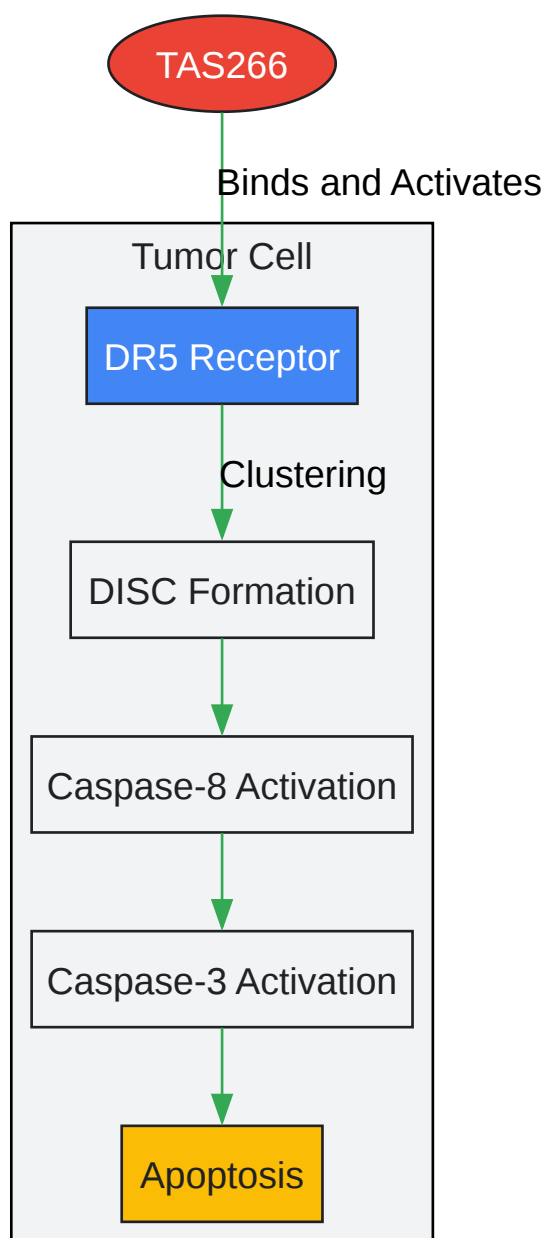 TAS266
Binds and Activates
Tumor Cell
DR5 Receptor
Clustering
DISC Formation
Caspase-8 Activation
Caspase-3 Activation
Apoptosis